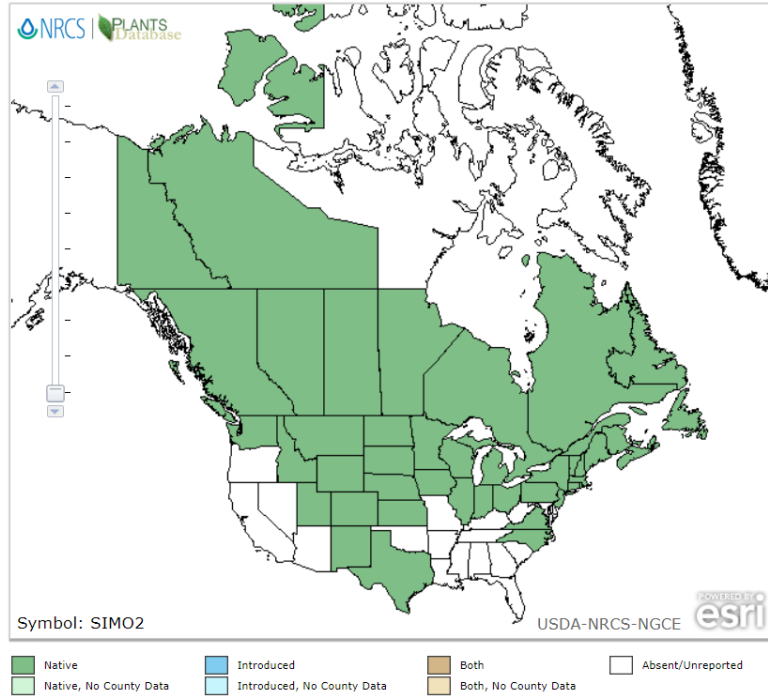 NRCS | PLANTS
Database
Symbol: SIMO2
USDA-NRCS-NGCE
POWERED BY
esri
Native
Introduced
Both
Absent/Unreported
Native, No County Data
Introduced, No County Data
Both, No County Data